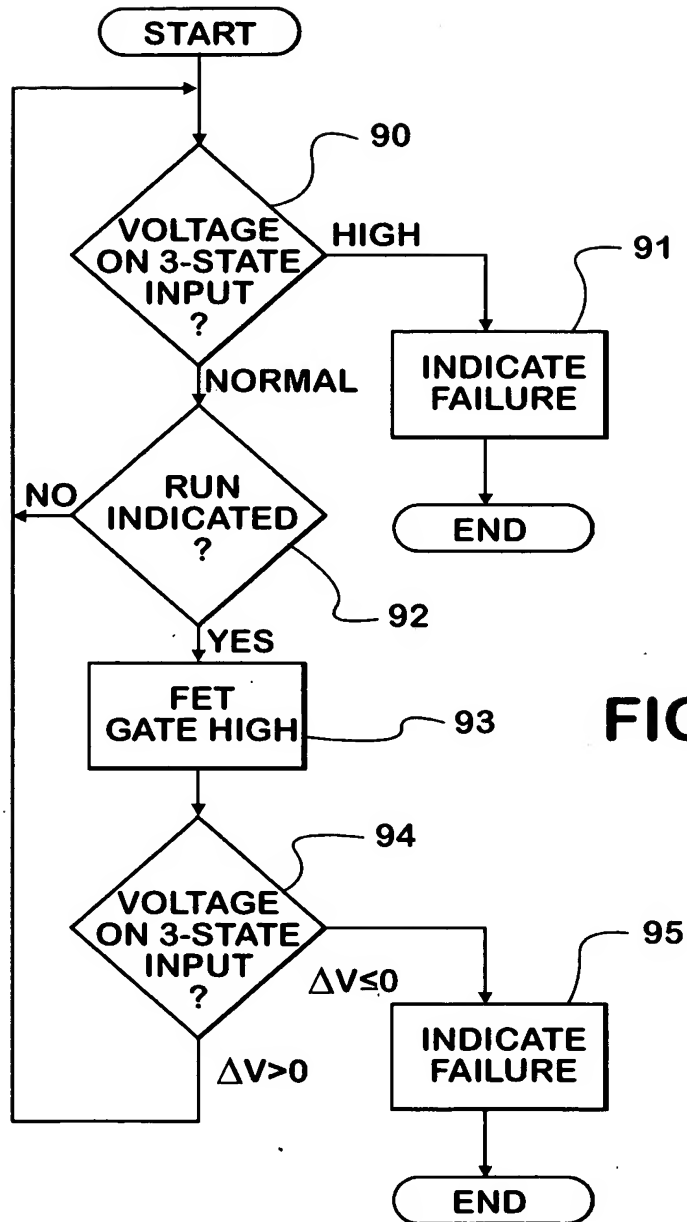 START
90
VOLTAGE
ON 3-STATE
INPUT
?
HIGH
91
INDICATE
FAILURE
END
NORMAL
NO
RUN
INDICATED
?
92
YES
FET
GATE HIGH
93
94
VOLTAGE
ON 3-STATE
INPUT
?
ΔV≤0
ΔV>0
95
INDICATE
FAILURE
END